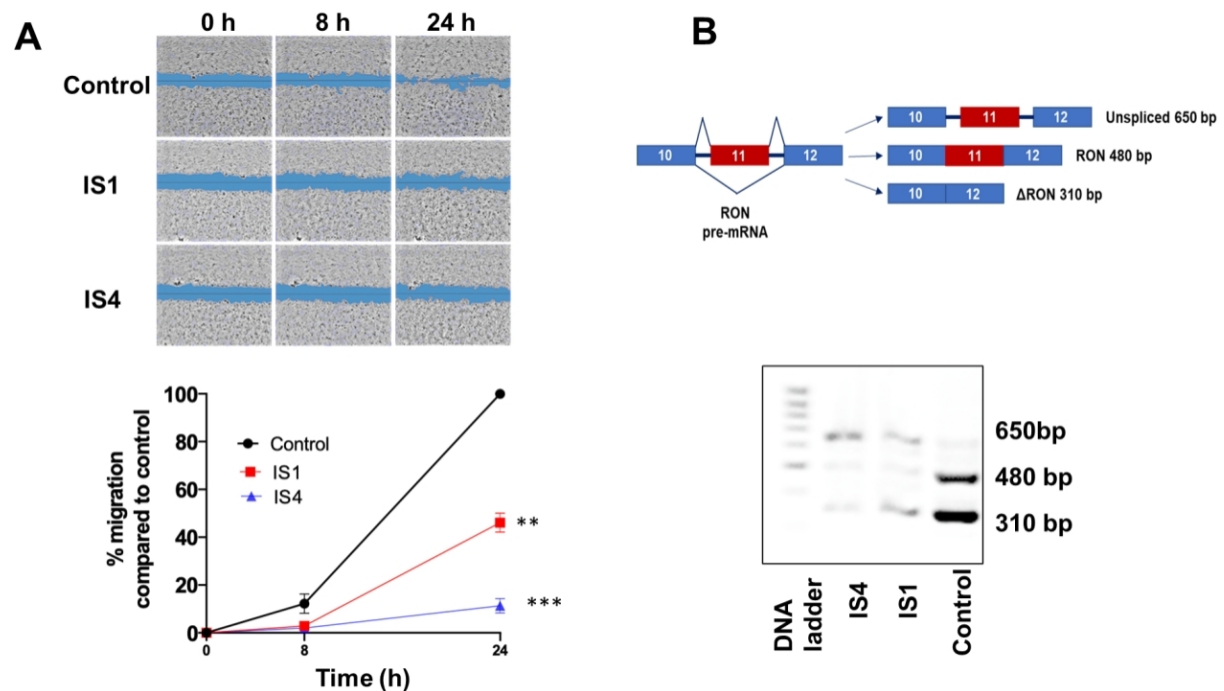 A
0 h 8 h 24 h
Control
IS1
IS4
% migration
compared to control
100
80
60
40
20
0
Control
IS1
IS4
**
***
0 8 24
Time (h)
B
10 11 12
RON
pre-mRNA
10 11 12 Unspliced 650 bp
10 11 12 RON 480 bp
10 12 ΔRON 310 bp
650bp
480 bp
310 bp
DNA
ladder
IS4
IS1
Control